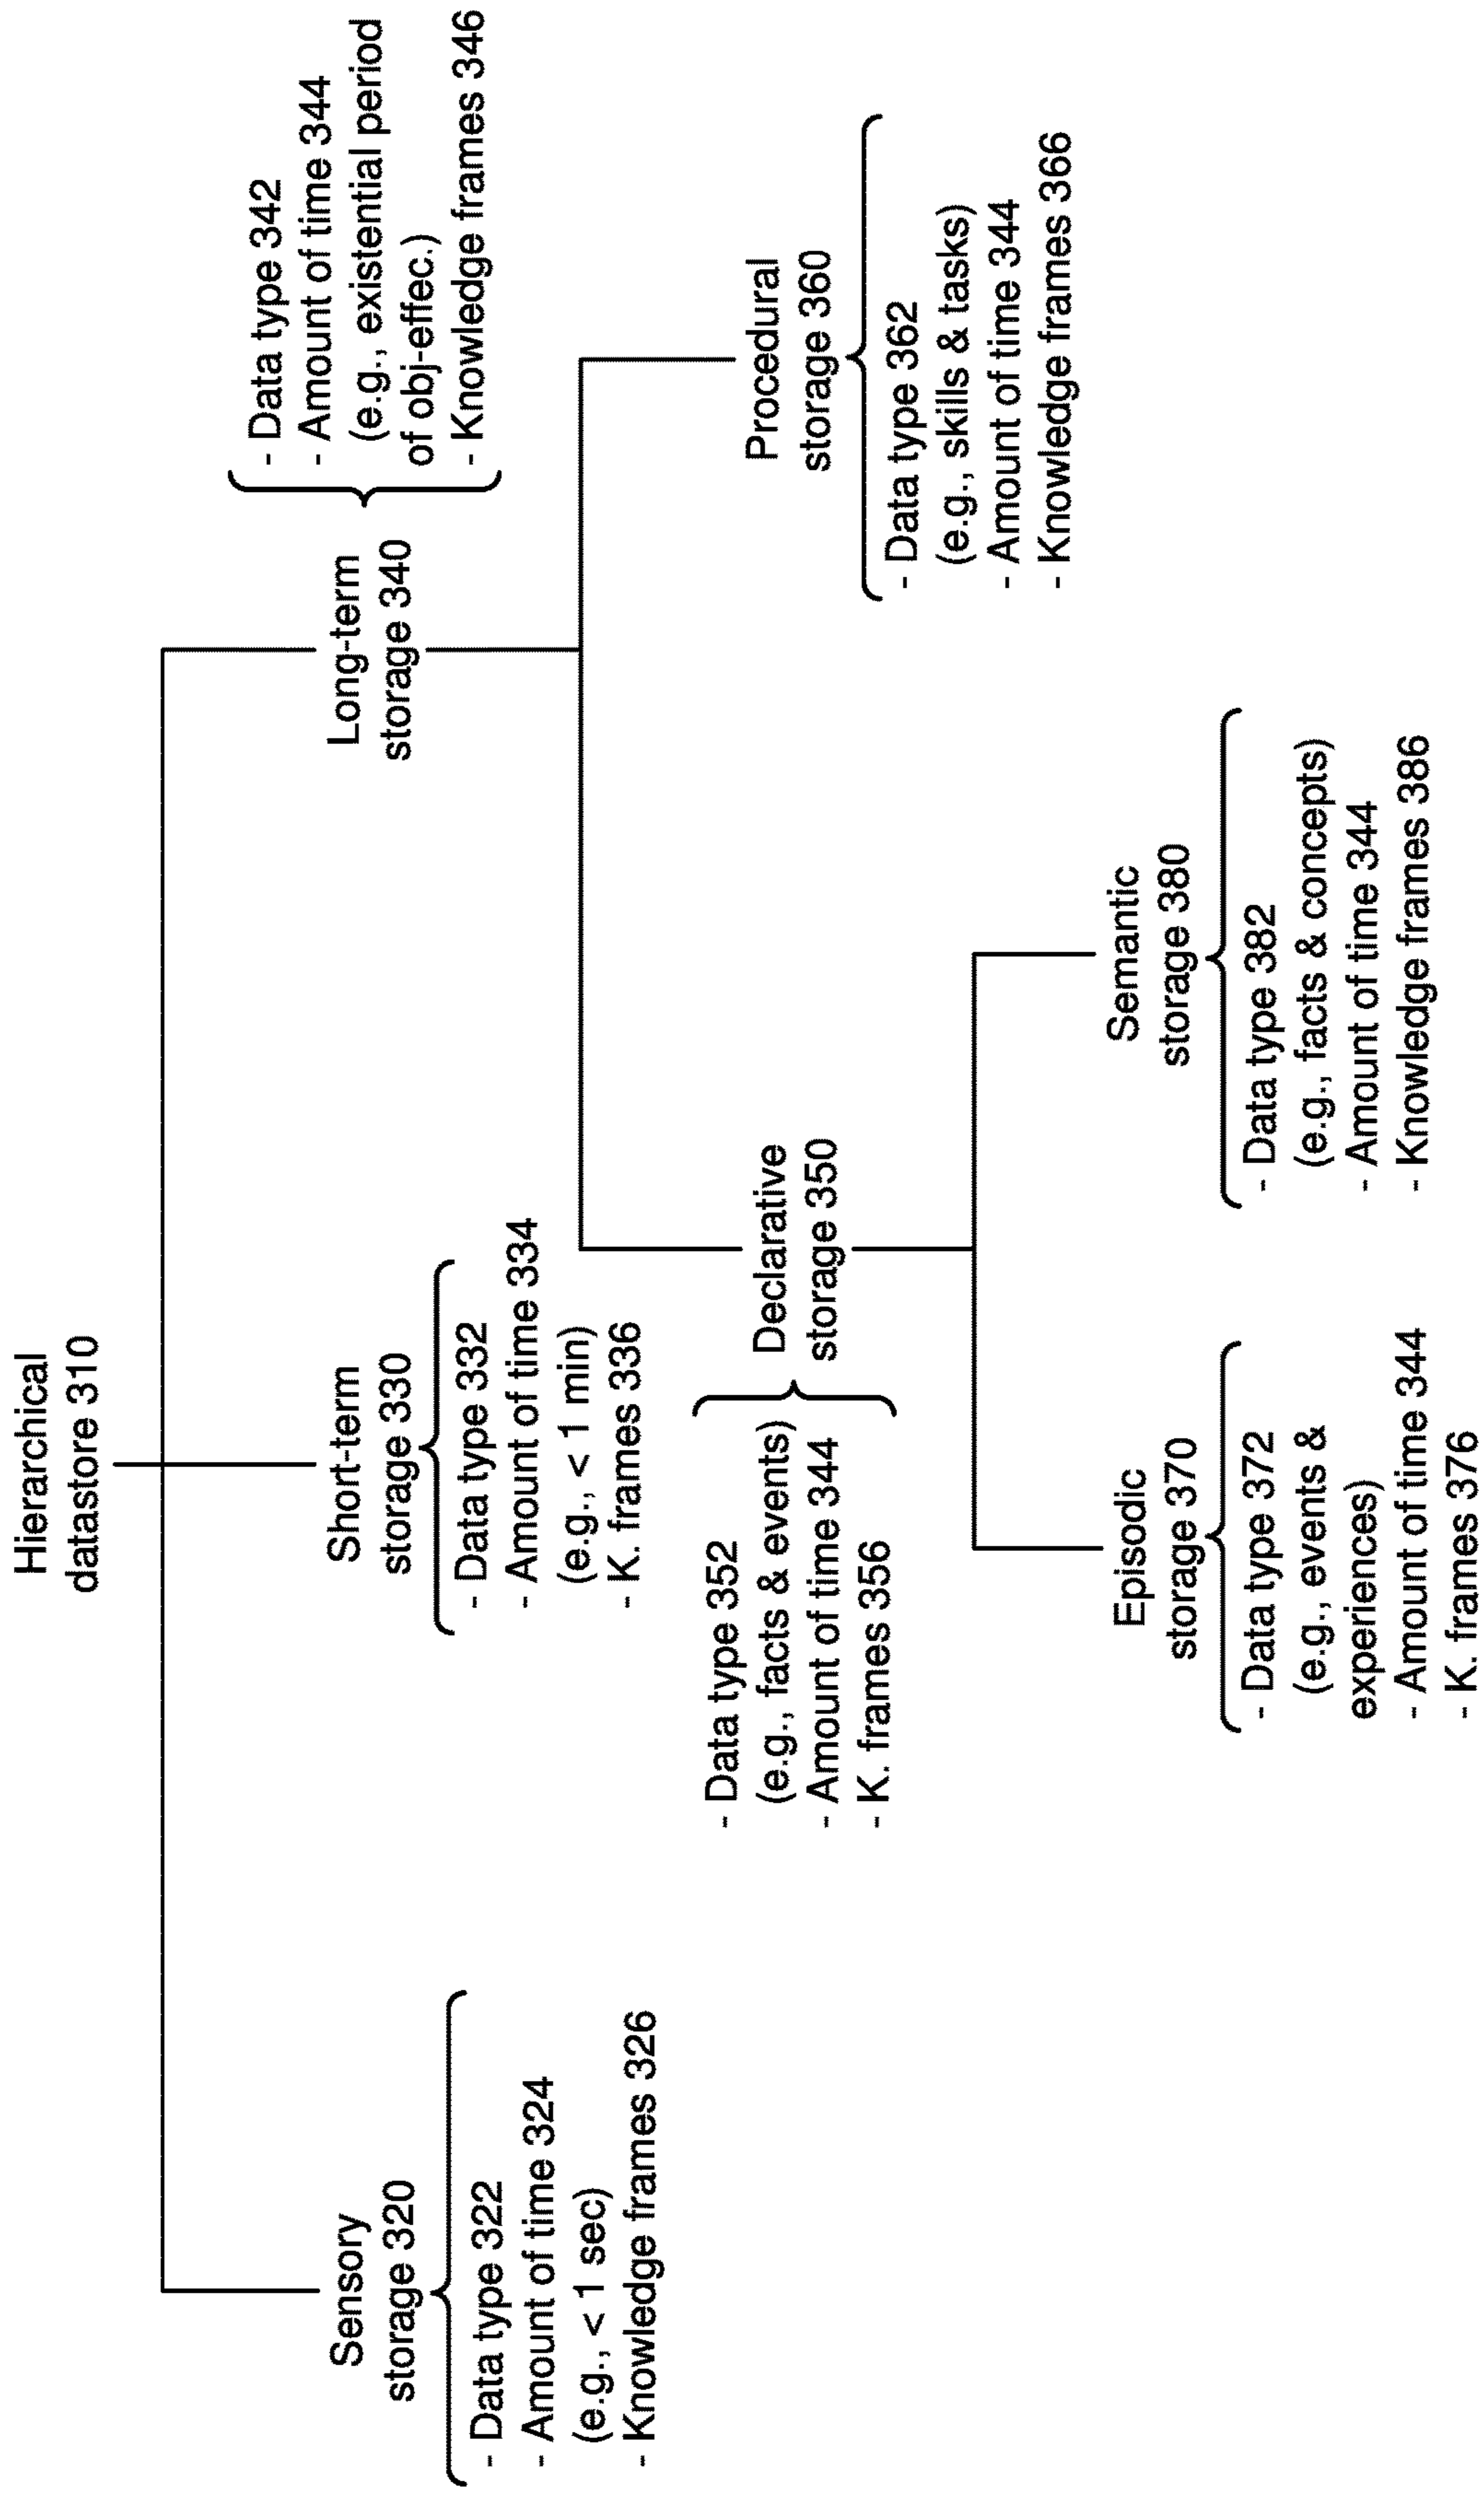 Hierarchical
datastore 310
Sensory
storage 320
- Data type 322
- Amount of time 324
(e.g., < 1 sec)
- Knowledge frames 326
Short-term
storage 330
- Data type 332
- Amount of time 334
(e.g., < 1 min)
- K. frames 336
Long-term
storage 340
- Data type 342
- Amount of time 344
(e.g., existential period
of obj-effec.)
- Knowledge frames 346
Declarative
storage 350
- Data type 352
(e.g., facts & events)
- Amount of time 344
- K. frames 356
Procedural
storage 360
- Data type 362
(e.g., skills & tasks)
- Amount of time 344
- Knowledge frames 366
Episodic
storage 370
- Data type 372
(e.g., events &
experiences)
- Amount of time 344
- K. frames 376
Semantic
storage 380
- Data type 382
(e.g., facts & concepts)
- Amount of time 344
- Knowledge frames 386